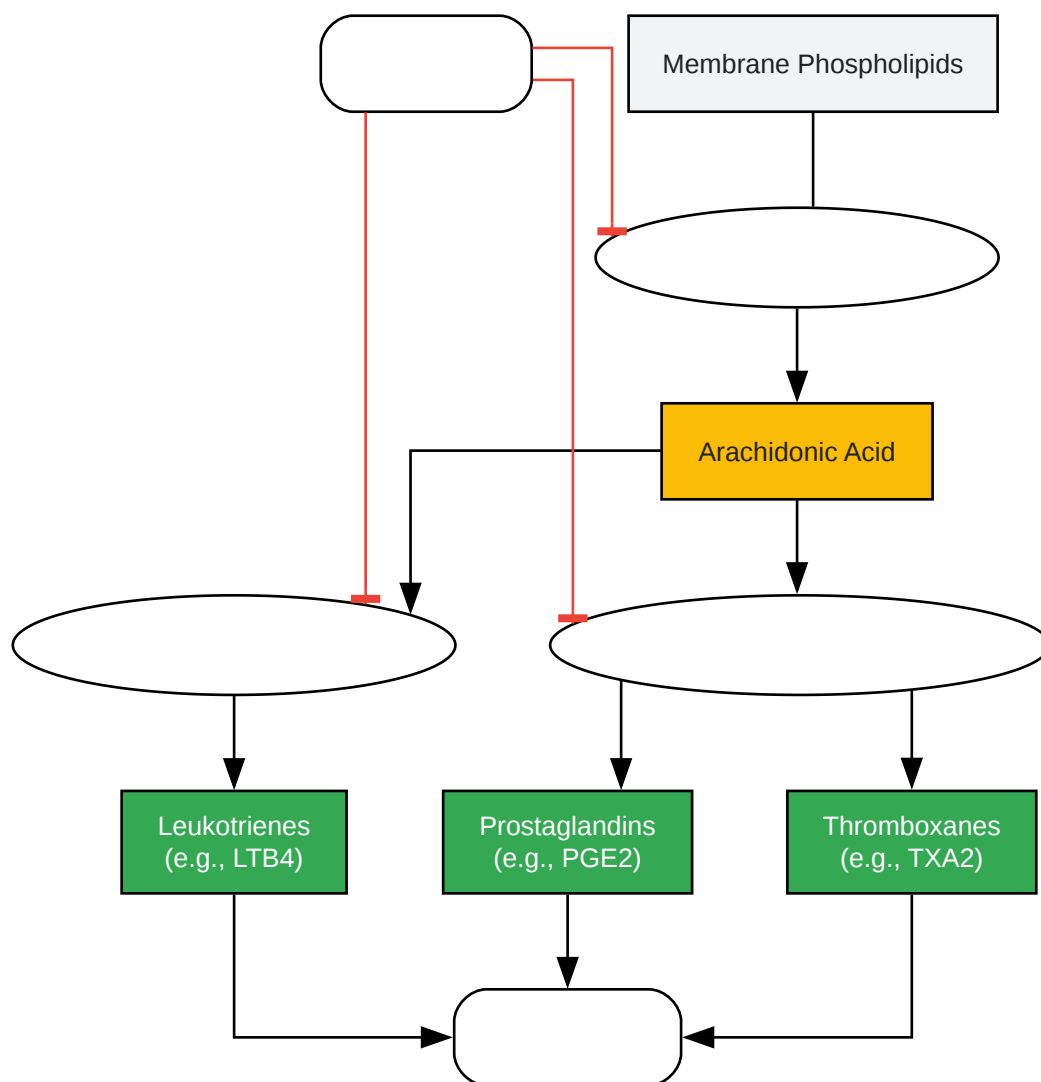 Membrane Phospholipids
Arachidonic Acid
Leukotrienes
(e.g., LTB4)
Prostaglandins
(e.g., PGE2)
Thromboxanes
(e.g., TXA2)